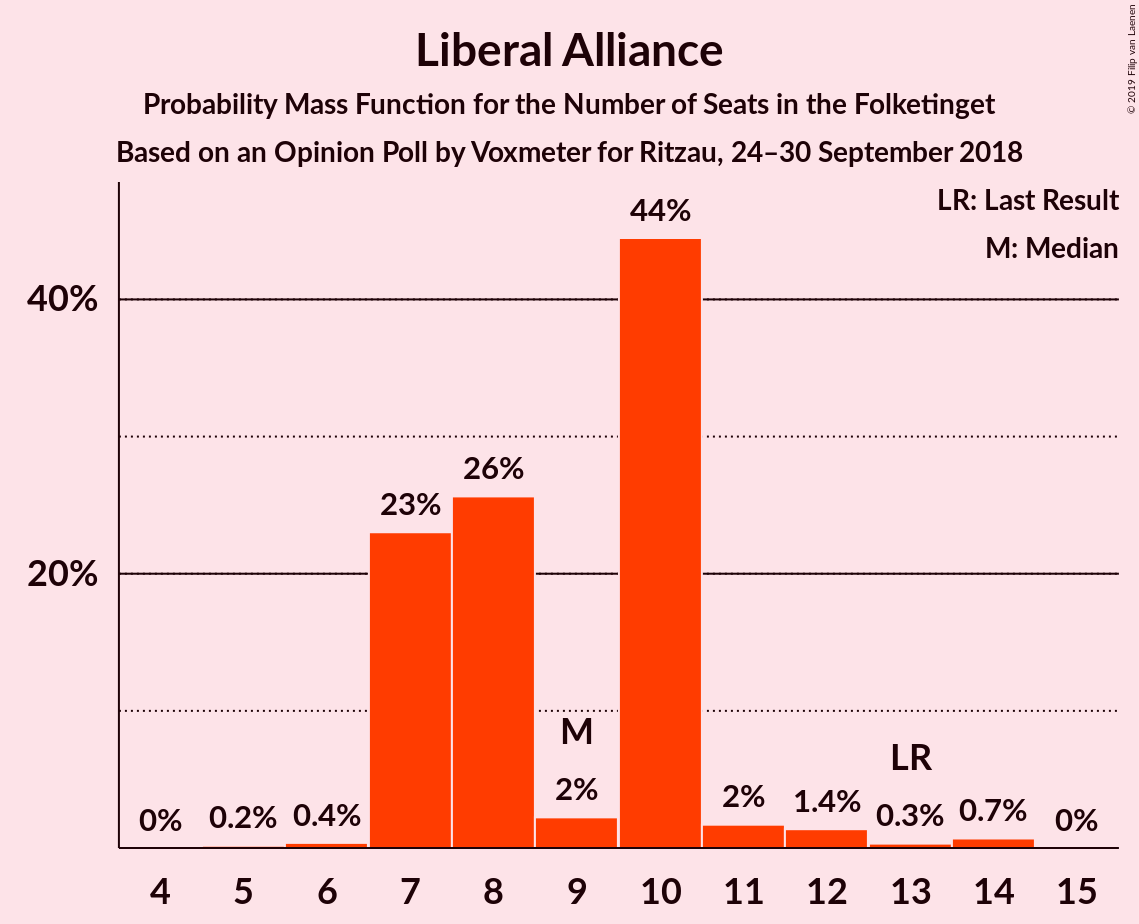 Liberal Alliance
Probability Mass Function for the Number of Seats in the Folketinget
Based on an Opinion Poll by Voxmeter for Ritzau, 24–30 September 2018
© 2019 Filip van Laenen
LR: Last Result
M: Median
44%
40%
26%
23%
20%
M
LR
0%
0.2%
0.4%
2%
2%
1.4%
0.3%
0.7%
0%
4 5 6 7 8 9 10 11 12 13 14 15